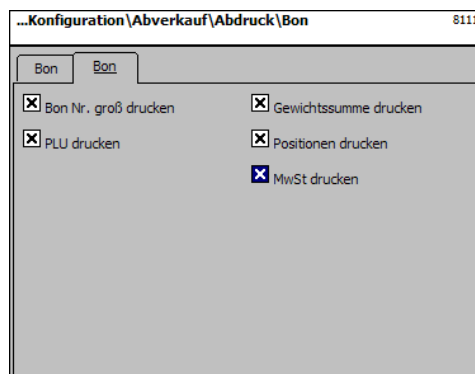 ...Konfiguration\Abverkauf\Abdruck\Bon 8111
Bon Bon
Bon Nr. groß drucken Gewichtssumme drucken
PLU drucken Positionen drucken
MwSt drucken